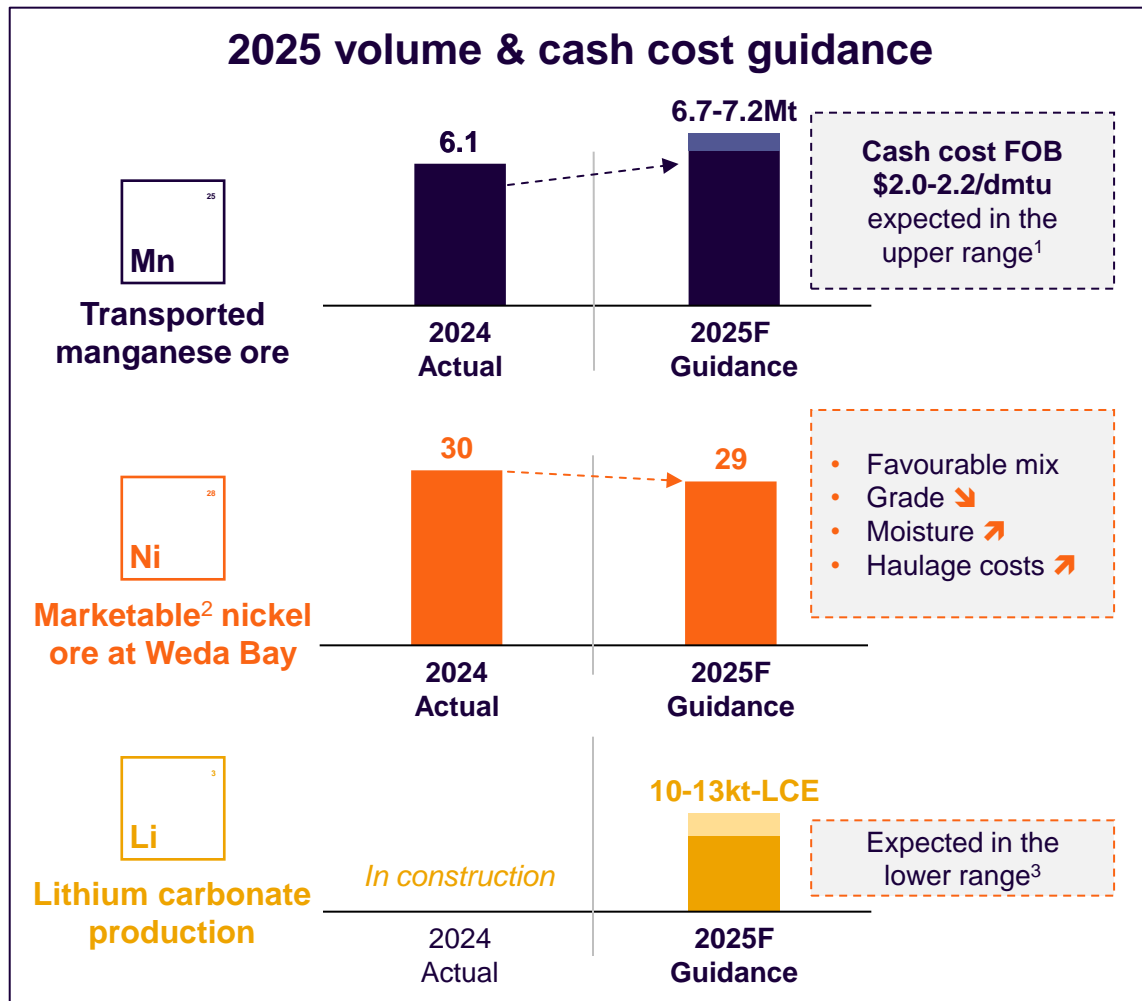 2025 volume & cash cost guidance
25
Mn
Transported
manganese ore
6.1
6.7-7.2Mt
2024
Actual
2025F
Guidance
Cash cost FOB
$2.0-2.2/dmtu
expected in the
upper range1
28
Ni
Marketable2 nickel
ore at Weda Bay
30
29
2024
Actual
2025F
Guidance
• Favourable mix
• Grade ➘
• Moisture ➚
• Haulage costs ➚
3
Li
Lithium carbonate
production
In construction
10-13kt-LCE
2024
Actual
2025F
Guidance
Expected in the
lower range3